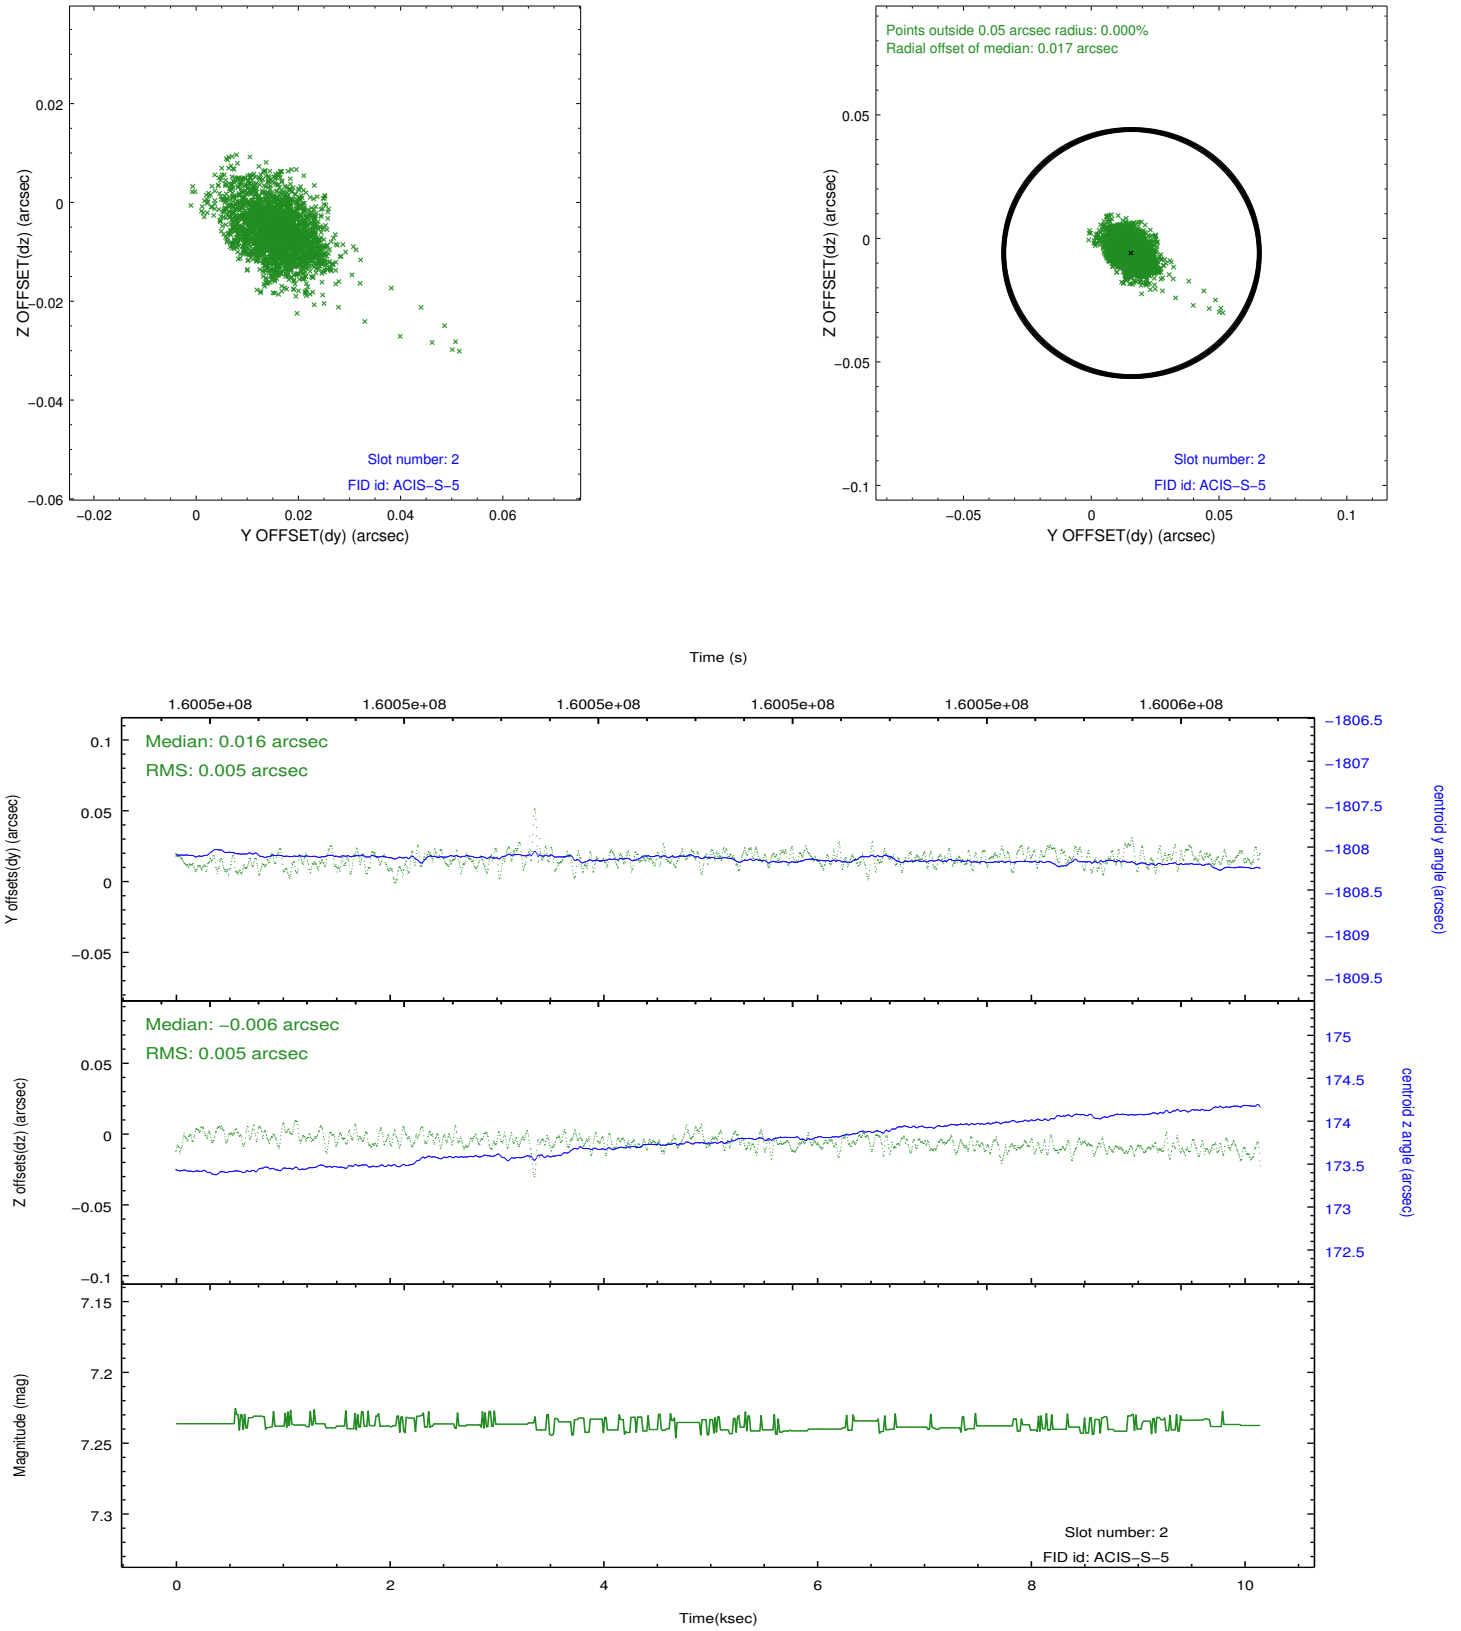 0.02
0
−0.02
−0.04
−0.06
Z OFFSET(dz) (arcsec)
Slot number: 2
FID id: ACIS−S−5
−0.02 0 0.02 0.04 0.06
Y OFFSET(dy) (arcsec)
Points outside 0.05 arcsec radius: 0.000%
Radial offset of median: 0.017 arcsec
0.05
0
−0.05
−0.1
Z OFFSET(dz) (arcsec)
Slot number: 2
FID id: ACIS−S−5
−0.05 0 0.05 0.1
Y OFFSET(dy) (arcsec)
Time (s)
1.6005e+08 1.6005e+08 1.6005e+08 1.6005e+08 1.6005e+08 1.6006e+08
Median: 0.016 arcsec
RMS: 0.005 arcsec
0.1
0.05
0
−0.05
Y offsets(dy) (arcsec)
−1806.5
−1807
−1807.5
−1808
−1808.5
−1809
−1809.5
centroid y angle (arcsec)
Median: −0.006 arcsec
RMS: 0.005 arcsec
0.05
0
−0.05
−0.1
Z offsets(dz) (arcsec)
175
174.5
174
173.5
173
172.5
centroid z angle (arcsec)
7.15
7.2
7.25
7.3
Magnitude (mag)
Slot number: 2
FID id: ACIS−S−5
0 2 4 6 8 10
Time(ksec)